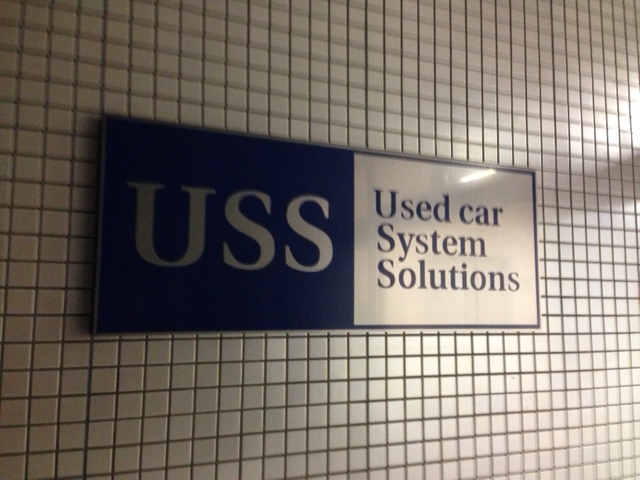 USS
Used car
System
Solutions